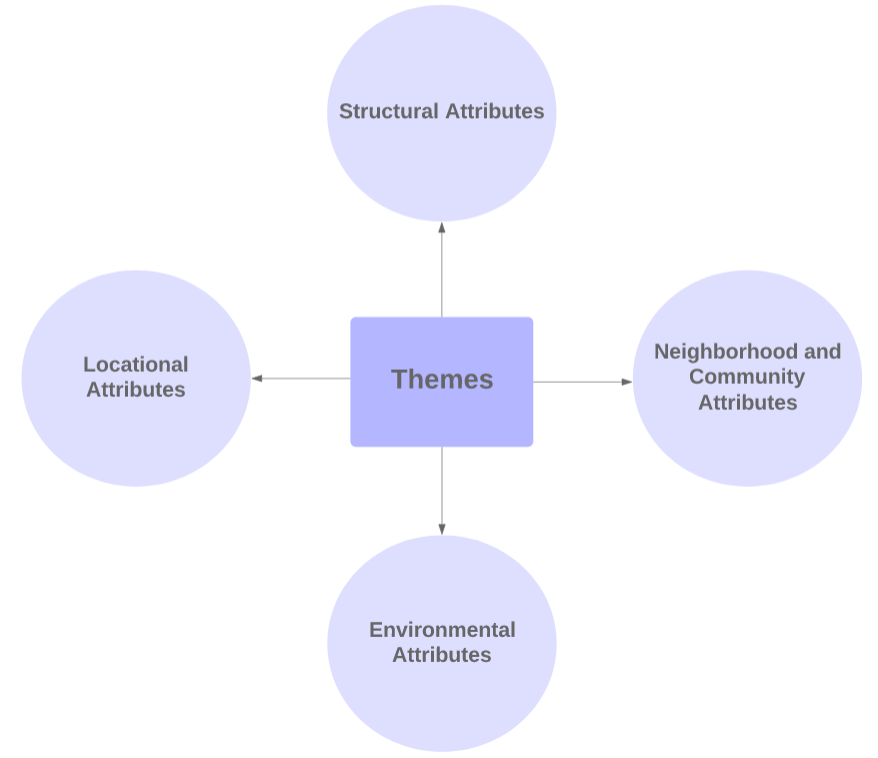 Structural Attributes
Locational
Attributes
Themes
Neighborhood and
Community
Attributes
Environmental
Attributes